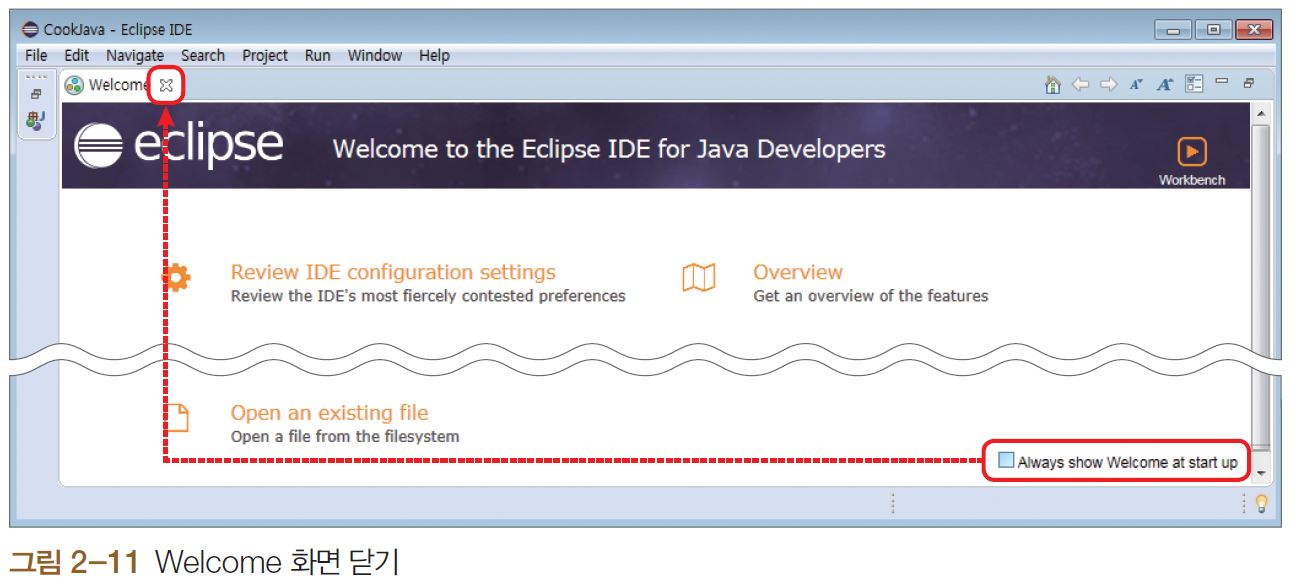 CookJava - Eclipse IDE
File Edit Navigate Search Project Run Window Help
Welcome
eclipse
Welcome to the Eclipse IDE for Java Developers
Workbench
Review IDE configuration settings
Review the IDE's most fiercely contested preferences
Overview
Get an overview of the features
Open an existing file
Open a file from the filesystem
Always show Welcome at start up
그림 2-11 Welcome 화면 닫기